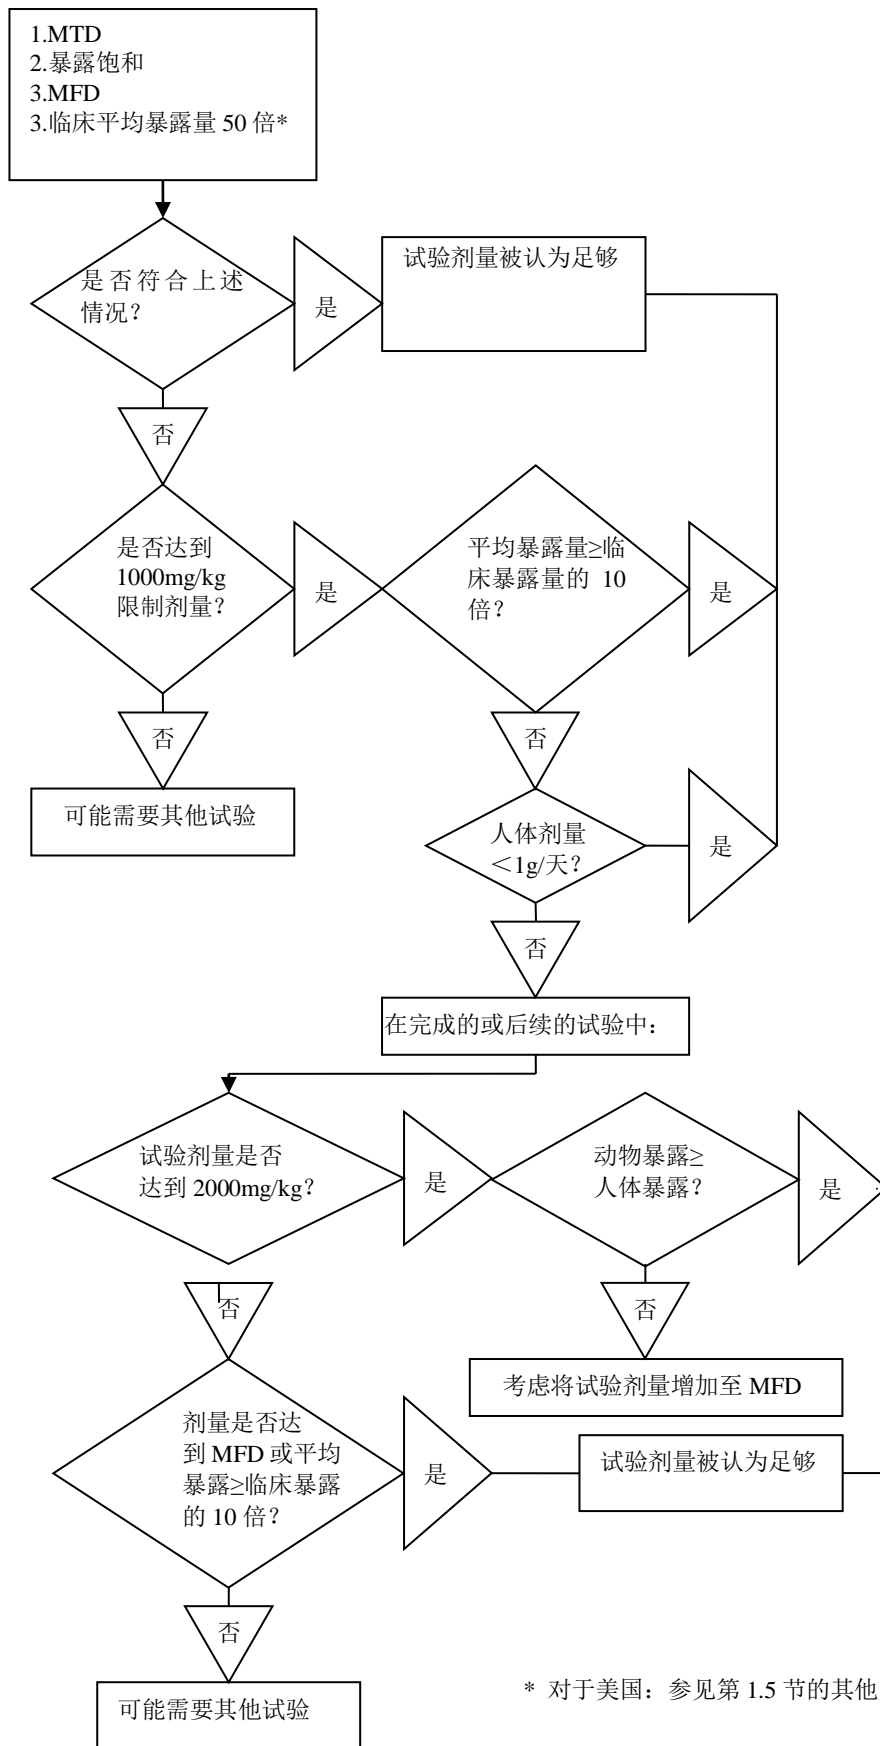 1.MTD
2.暴露饱和
3.MFD
3.临床平均暴露量 50 倍*
是否符合上述
情况？
是
试验剂量被认为足够
否
是否达到
1000mg/kg
限制剂量？
是
平均暴露量≥临
床暴露量的 10
倍？
是
否
否
可能需要其他试验
人体剂量
＜1g/天？
是
否
在完成的或后续的试验中：
试验剂量是否
达到 2000mg/kg？
是
动物暴露≥
人体暴露？
是
否
否
考虑将试验剂量增加至 MFD
剂量是否达
到 MFD 或平均
暴露≥临床暴露
的 10 倍？
是
试验剂量被认为足够
否
* 对于美国：参见第 1.5 节的其他
可能需要其他试验